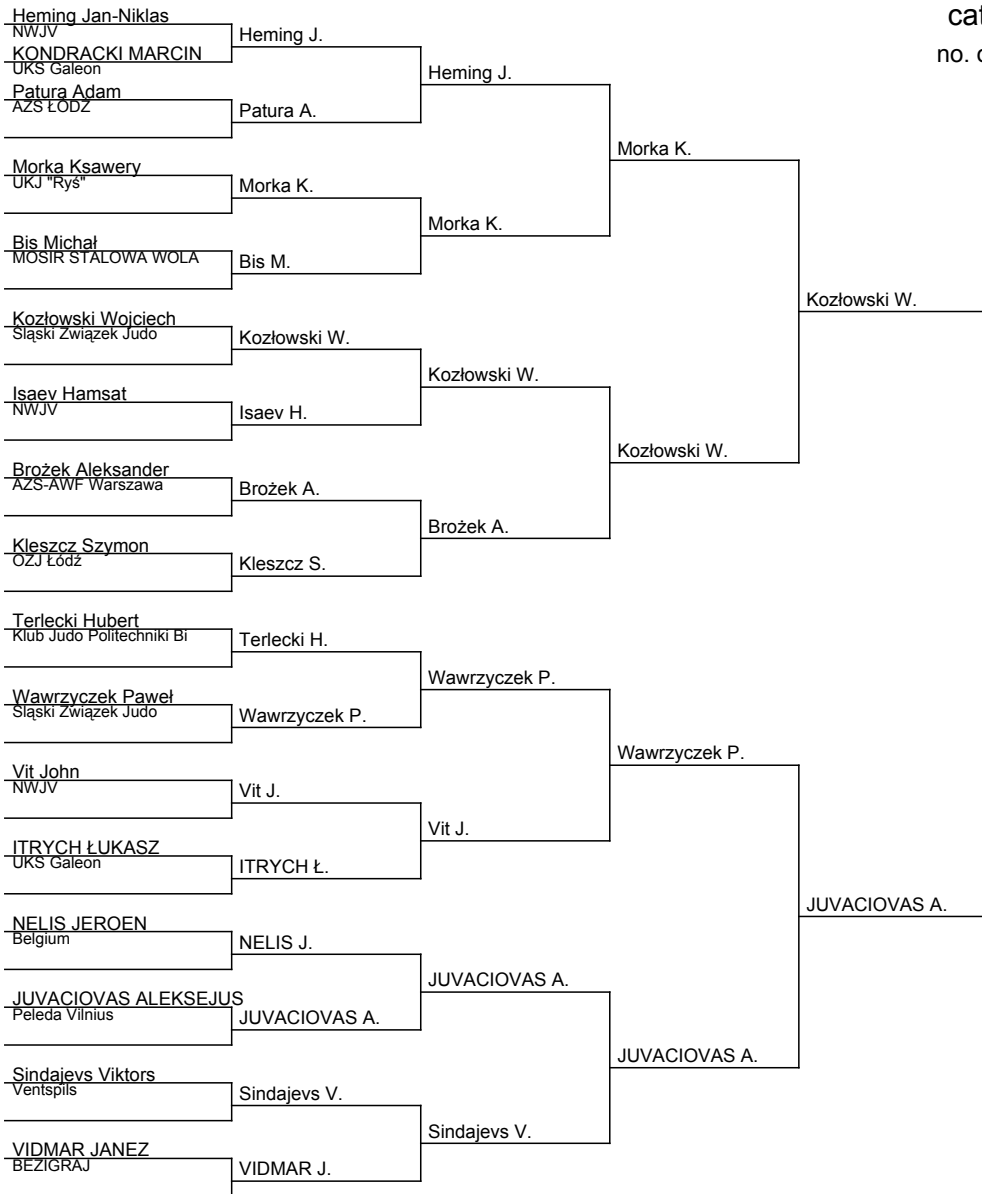 Heming Jan-Niklas
NWJV
KONDRACKI MARCIN
UKS Galeon
Patura Adam
AZS ŁÓDŹ
Morka Ksawery
UKJ "Ryś"
Bis Michał
MOSIR STALOWA WOLA
Kozłowski Wojciech
Śląski Związek Judo
Isaev Hamsat
NWJV
Brożek Aleksander
AZS-AWF Warszawa
Kleszcz Szymon
OZJ Łódź
Terlecki Hubert
Klub Judo Politechniki Bi
Wawrzyczek Paweł
Śląski Związek Judo
Vit John
NWJV
ITRYCH ŁUKASZ
UKS Galeon
NELIS JEROEN
Belgium
JUVACIOVAS ALEKSEJUS
Peleda Vilnius
Sindajevs Viktors
Ventspils
VIDMAR JANEZ
BEZIGRAJ
Heming J.
Patura A.
Morka K.
Bis M.
Kozłowski W.
Isaev H.
Brożek A.
Kleszcz S.
Terlecki H.
Wawrzyczek P.
Vit J.
ITRYCH Ł.
NELIS J.
JUVACIOVAS A.
Sindajevs V.
VIDMAR J.
Heming J.
Morka K.
Kozłowski W.
Brożek A.
Wawrzyczek P.
Vit J.
JUVACIOVAS A.
Sindajevs V.
Morka K.
Kozłowski W.
Wawrzyczek P.
JUVACIOVAS A.
Kozłowski W.
JUVACIOVAS A.
cat
no. o